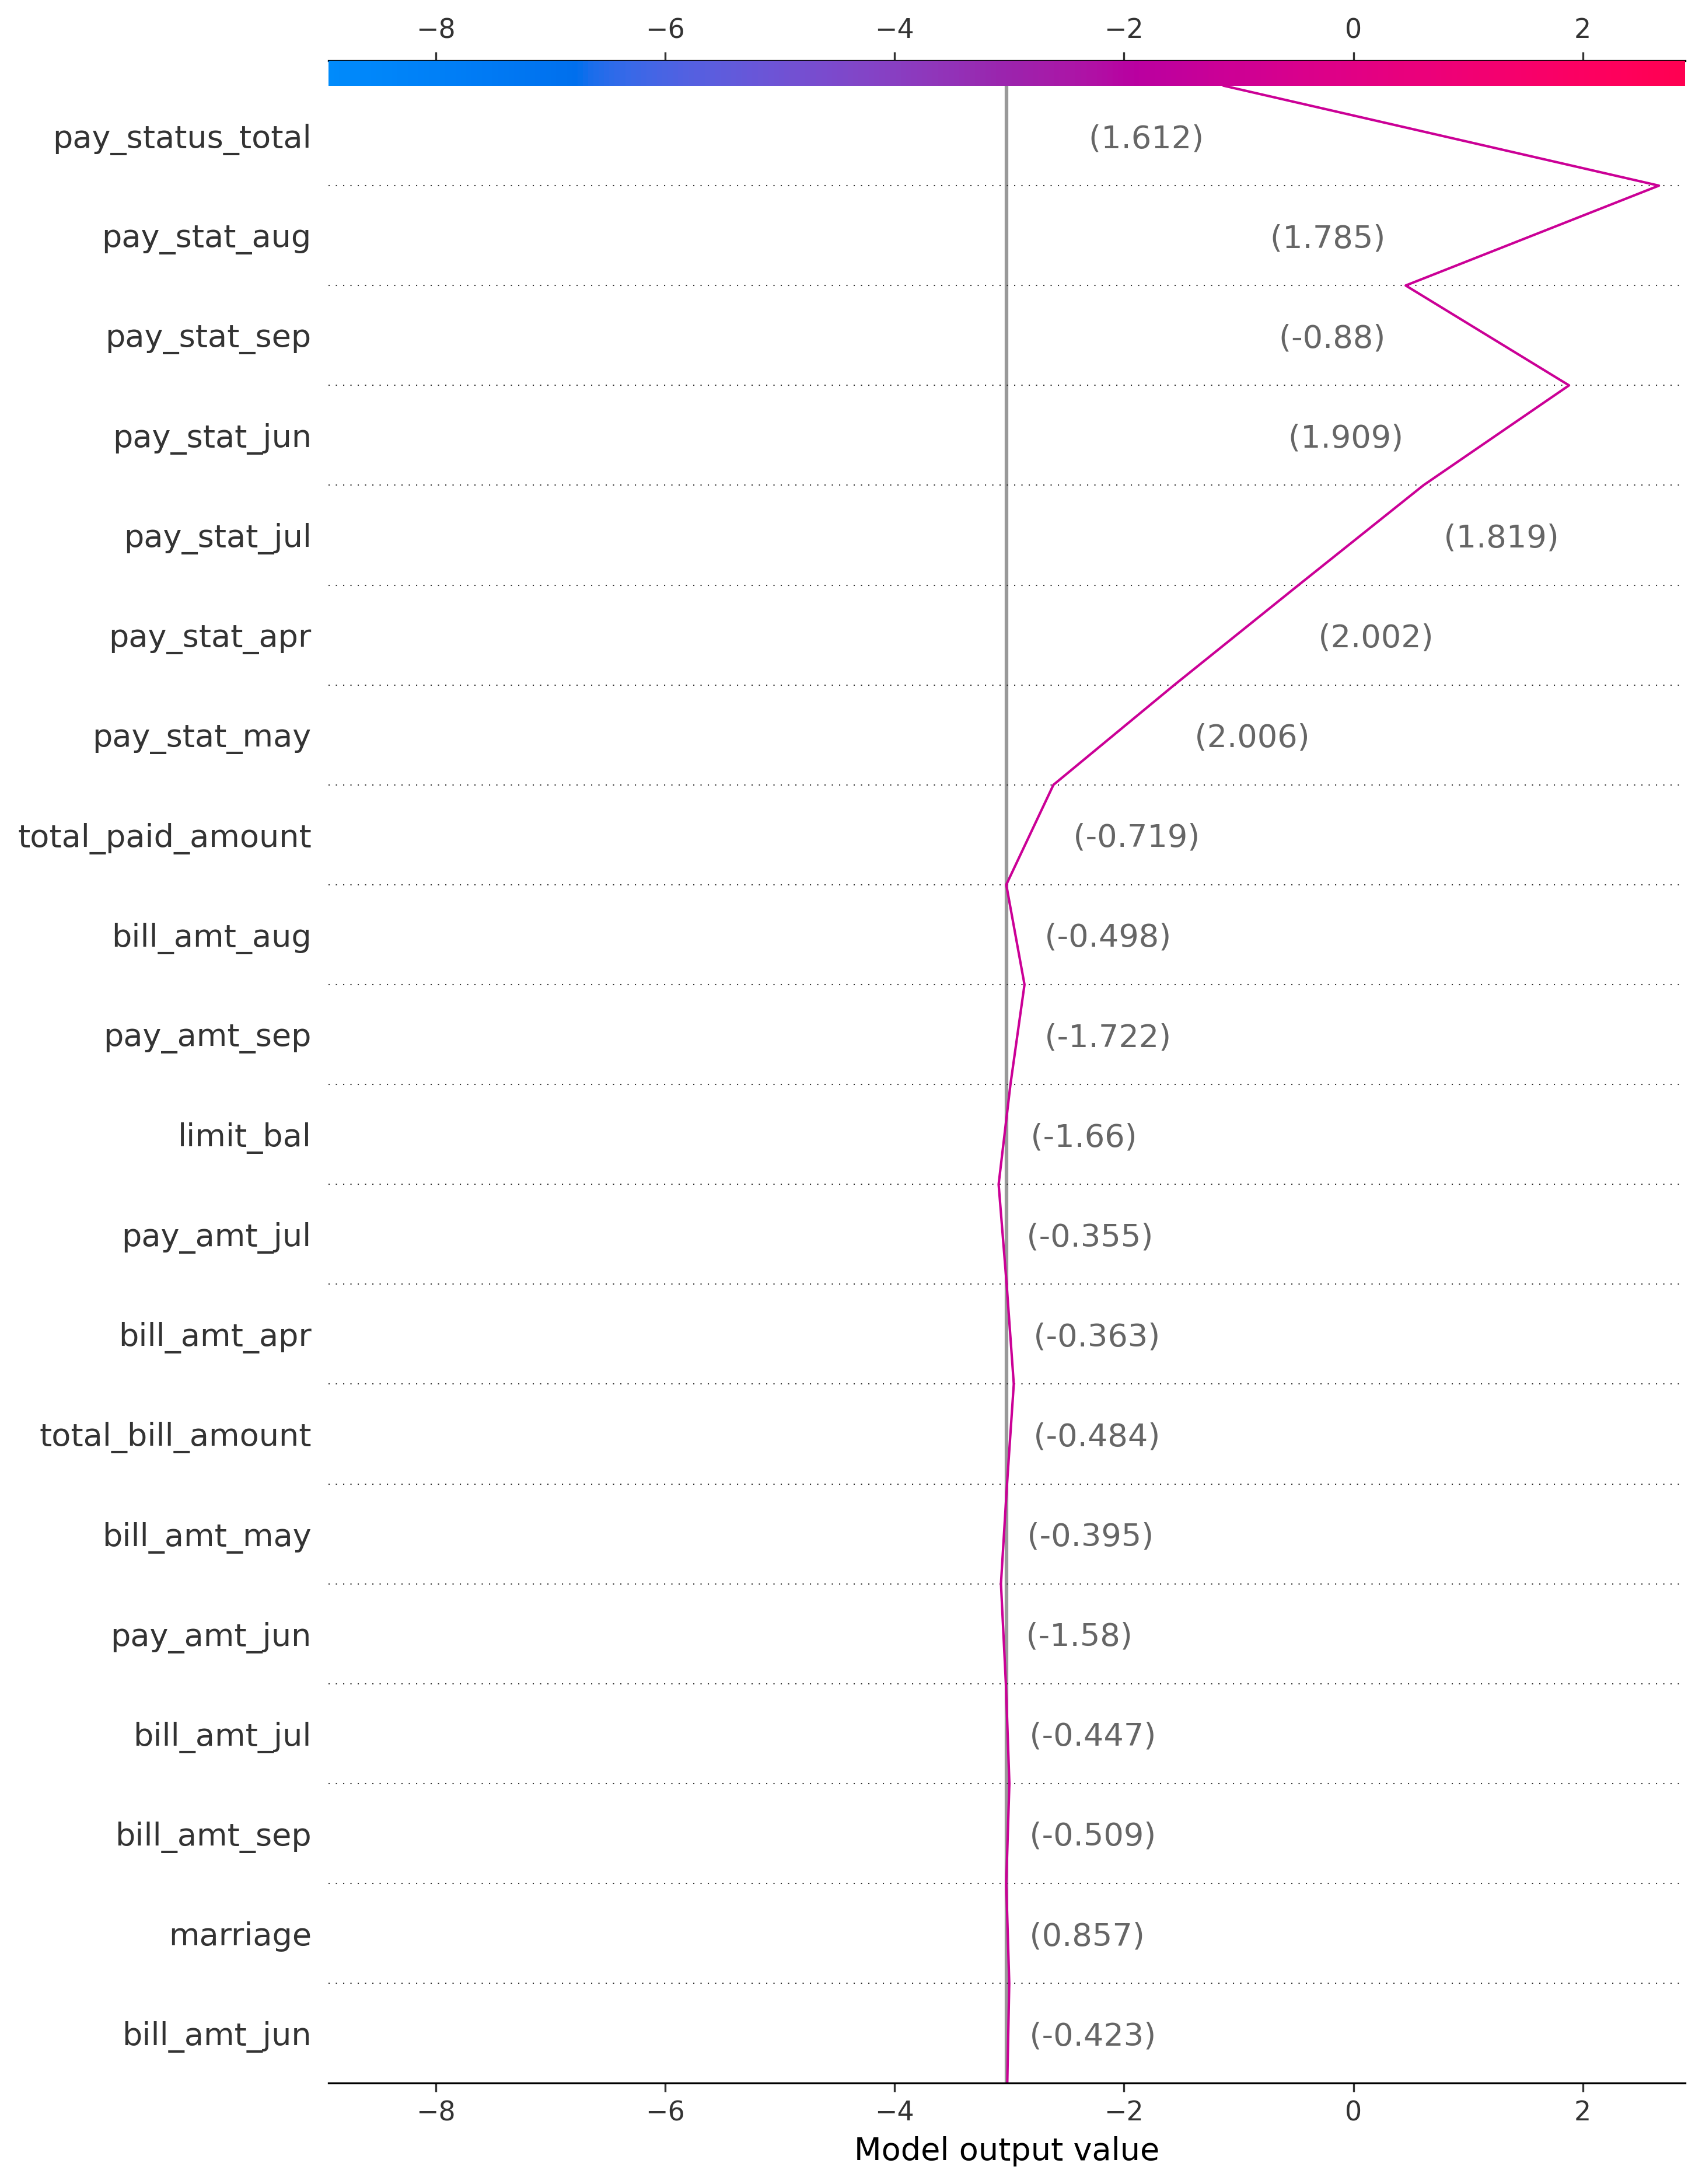 −8 −6 −4 −2 0 2
pay_status_total (1.612)
pay_stat_aug (1.785)
pay_stat_sep (-0.88)
pay_stat_jun (1.909)
pay_stat_jul (1.819)
pay_stat_apr (2.002)
pay_stat_may (2.006)
total_paid_amount (-0.719)
bill_amt_aug (-0.498)
pay_amt_sep (-1.722)
limit_bal (-1.66)
pay_amt_jul (-0.355)
bill_amt_apr (-0.363)
total_bill_amount (-0.484)
bill_amt_may (-0.395)
pay_amt_jun (-1.58)
bill_amt_jul (-0.447)
bill_amt_sep (-0.509)
marriage (0.857)
bill_amt_jun (-0.423)
−8 −6 −4 −2 0 2
Model output value